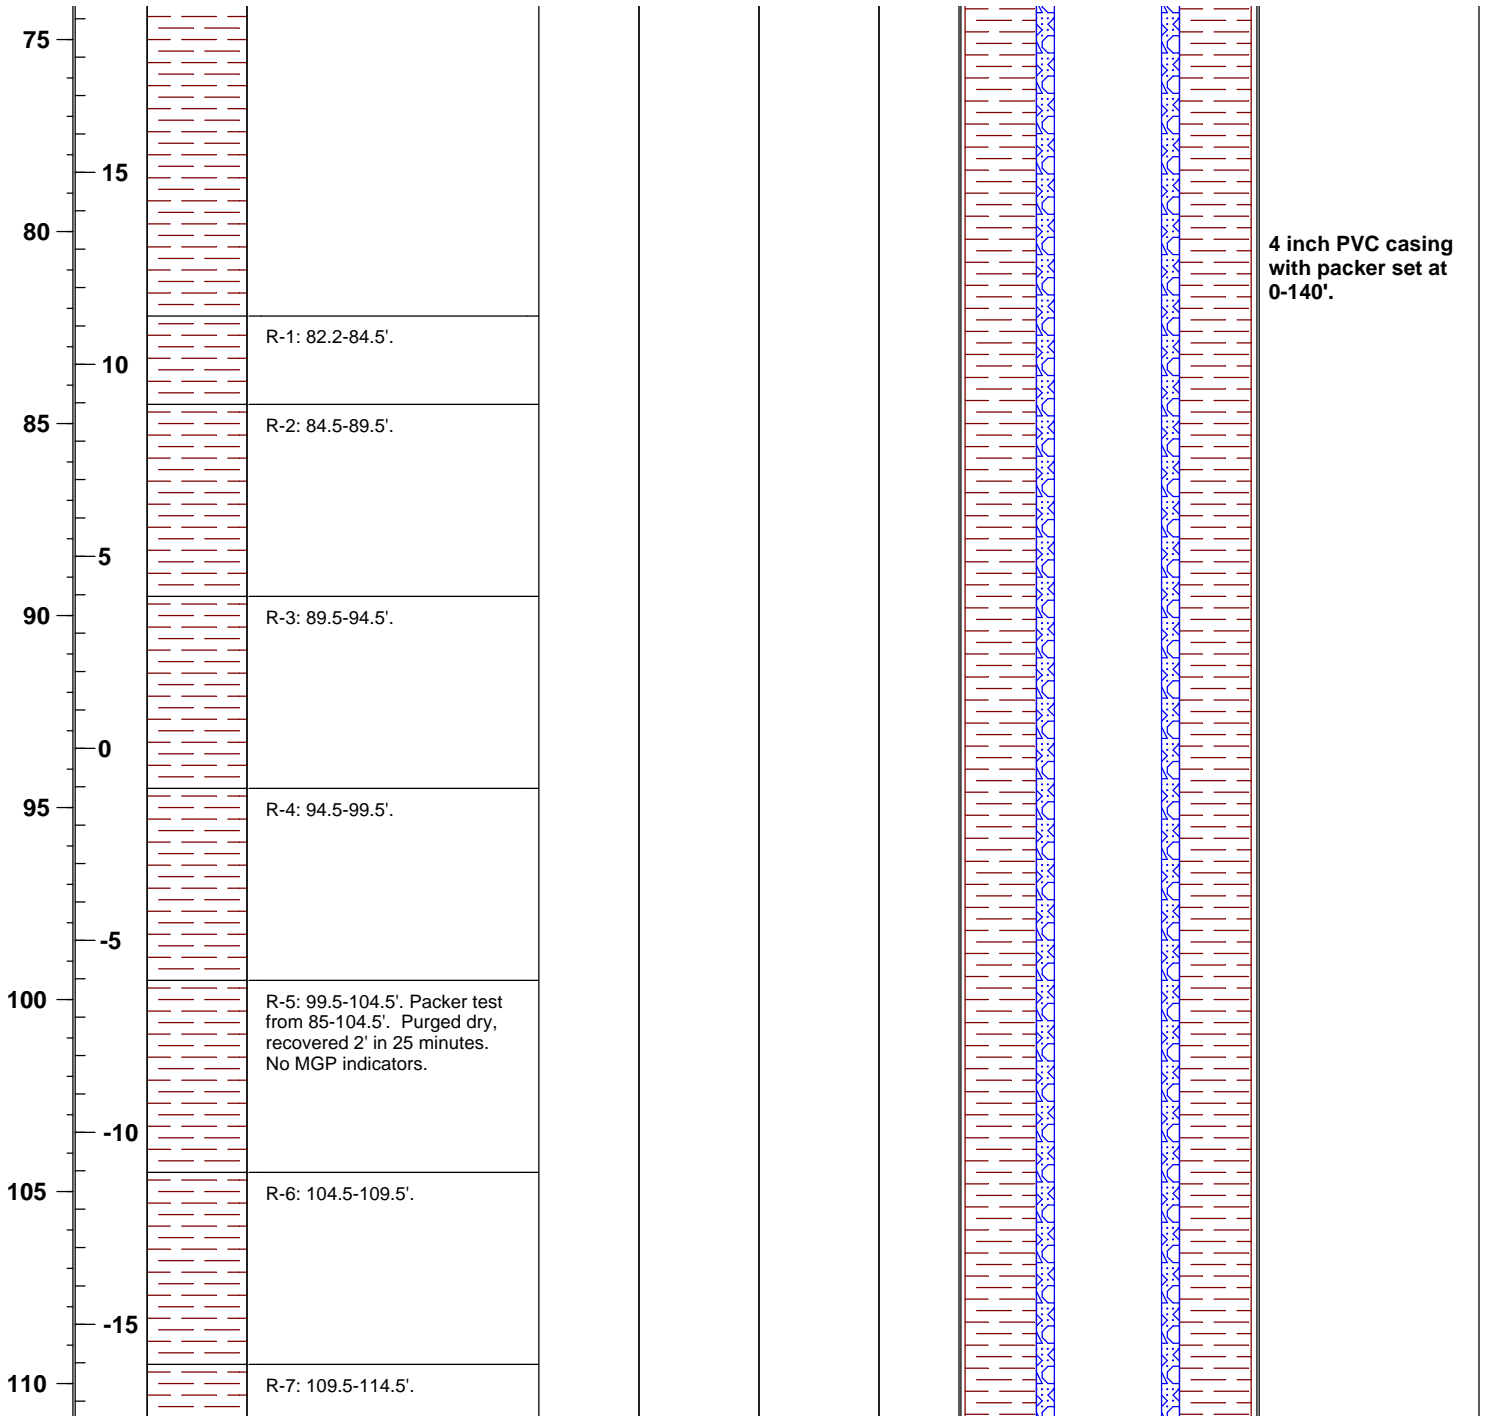 75
15
80
4 inch PVC casing
with packer set at
0-140'.
R-1: 82.2-84.5'.
10
85
R-2: 84.5-89.5'.
5
90
R-3: 89.5-94.5'.
0
95
R-4: 94.5-99.5'.
-5
100
R-5: 99.5-104.5'. Packer test
from 85-104.5'.  Purged dry,
recovered 2' in 25 minutes.
No MGP indicators.
-10
105
R-6: 104.5-109.5'.
-15
110
R-7: 109.5-114.5'.